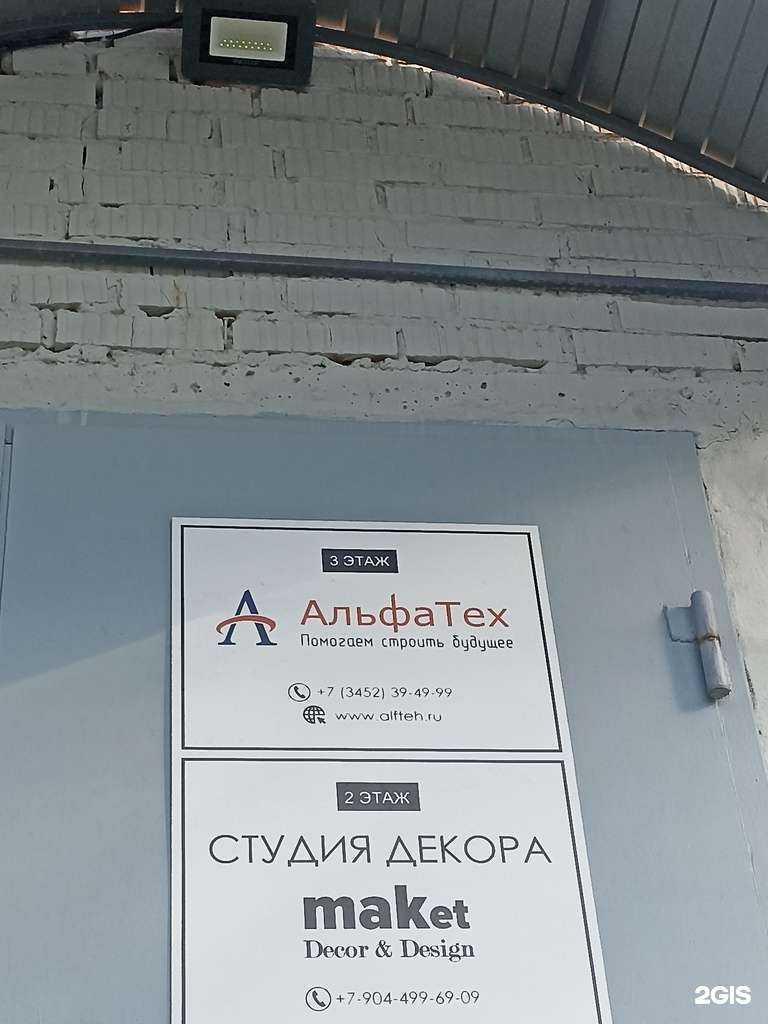 3 ЭТАЖ
АльфаТех
Помогаем строить будущее
+7 (3452) 39-49-99
www.alfteh.ru
2 ЭТАЖ
СТУДИЯ ДЕКОРА
maket
Decor & Design
+7-904-499-69-09
2GIS